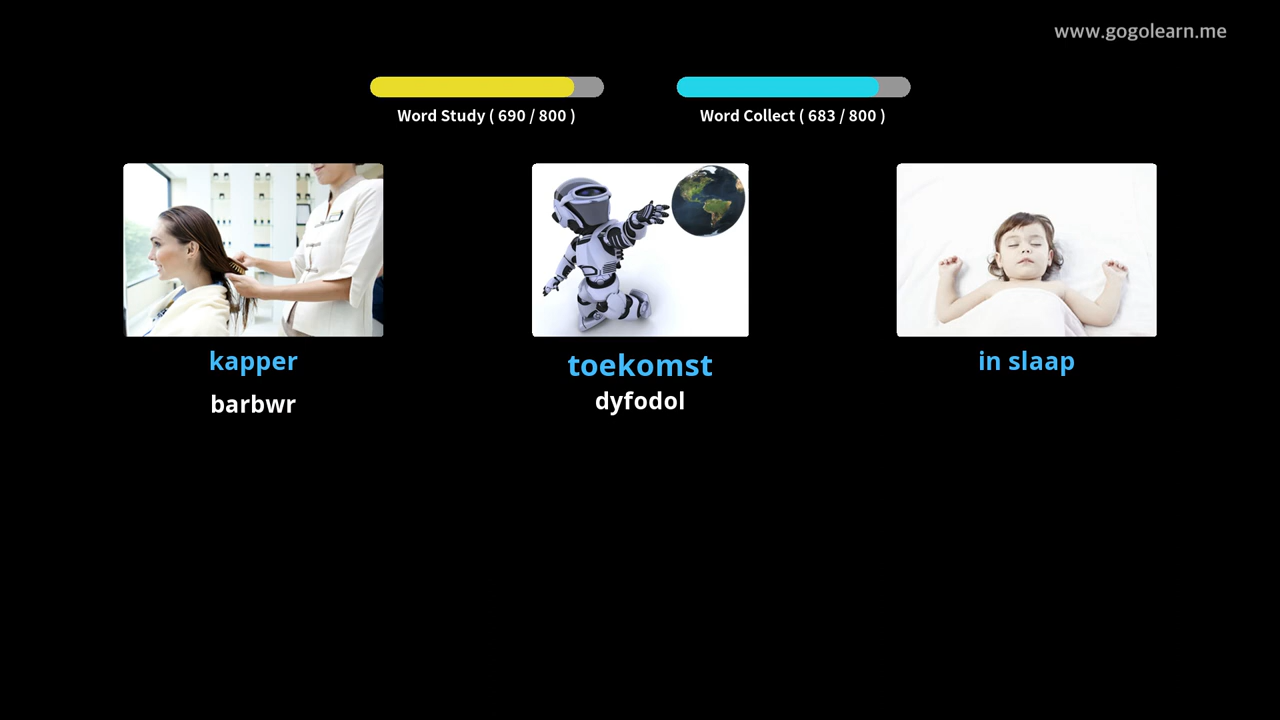 www.gogolearn.me
Word Study ( 690 / 800 )
Word Collect ( 683 / 800 )
kapper
barbwr
toekomst
dyfodol
in slaap